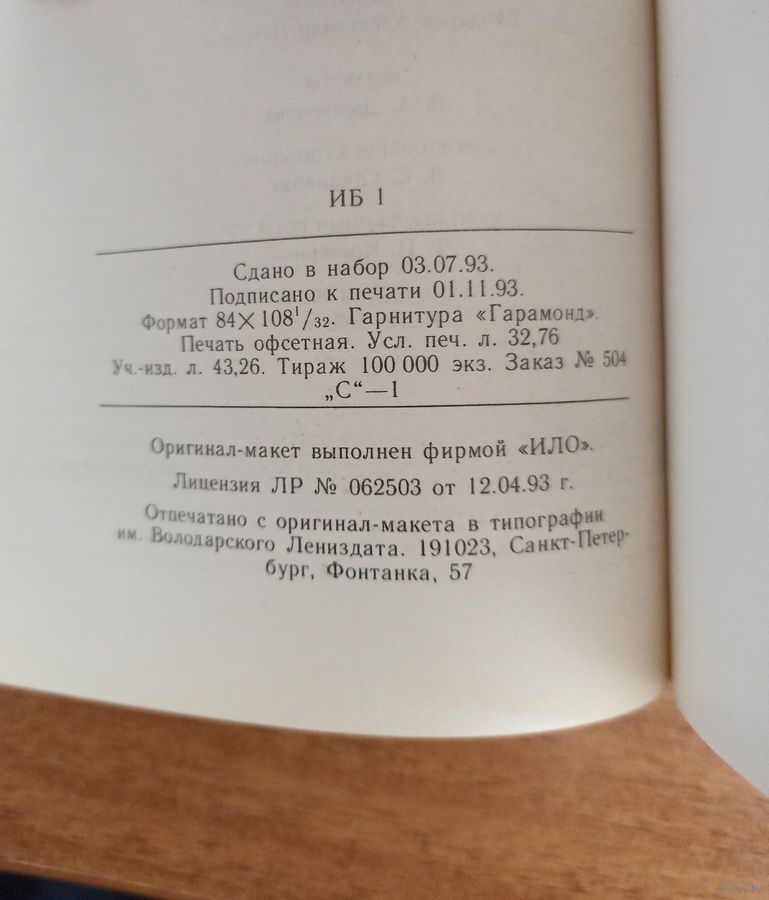 ИБ 1
Сдано в набор 03.07.93.
Подписано к печати 01.11.93.
Формат 84×108¹/₃₂. Гарнитура «Гарамонд».
Печать офсетная. Усл. печ. л. 32,76
Уч.-изд. л. 43,26. Тираж 100 000 экз. Заказ № 504
„С“—1
Оригинал-макет выполнен фирмой «ИЛО».
Лицензия ЛР № 062503 от 12.04.93 г.
Отпечатано с оригинал-макета в типографии
им. Володарского Лениздата. 191023, Санкт-Петер-
бург, Фонтанка, 57